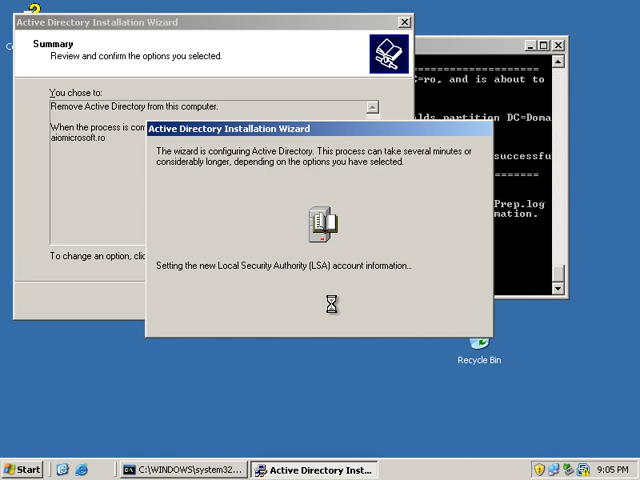 Active Directory Installation Wizard
Summary
Review and confirm the options you selected.
You chose to:
Remove Active Directory from this computer.
When the process is com
aiomicrosoft.ro
To change an option, clic
C=ro, and is about to
lds partition DC=Doma
successfu
Prep.log
mation.
Active Directory Installation Wizard
The wizard is configuring Active Directory. This process can take several minutes or
considerably longer, depending on the options you have selected.
Setting the new Local Security Authority (LSA) account information...
Recycle Bin
Start
C:\WINDOWS\system32...
Active Directory Inst...
9:05 PM